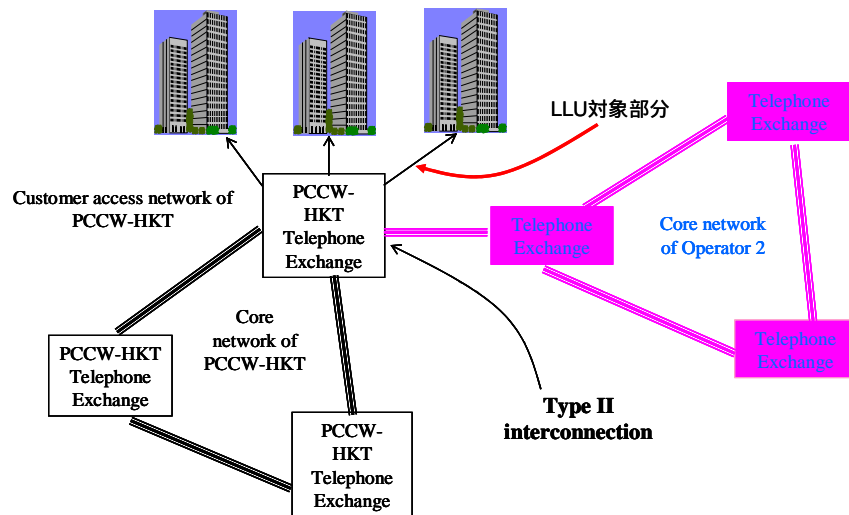 LLU対象部分
Telephone
Exchange
Customer access network of
PCCW-HKT
PCCW-
HKT
Telephone
Exchange
Telephone
Exchange
Core network
of Operator 2
Core
network of
PCCW-HKT
PCCW-HKT
Telephone
Exchange
Telephone
Exchange
Type II
interconnection
PCCW-
HKT
Telephone
Exchange